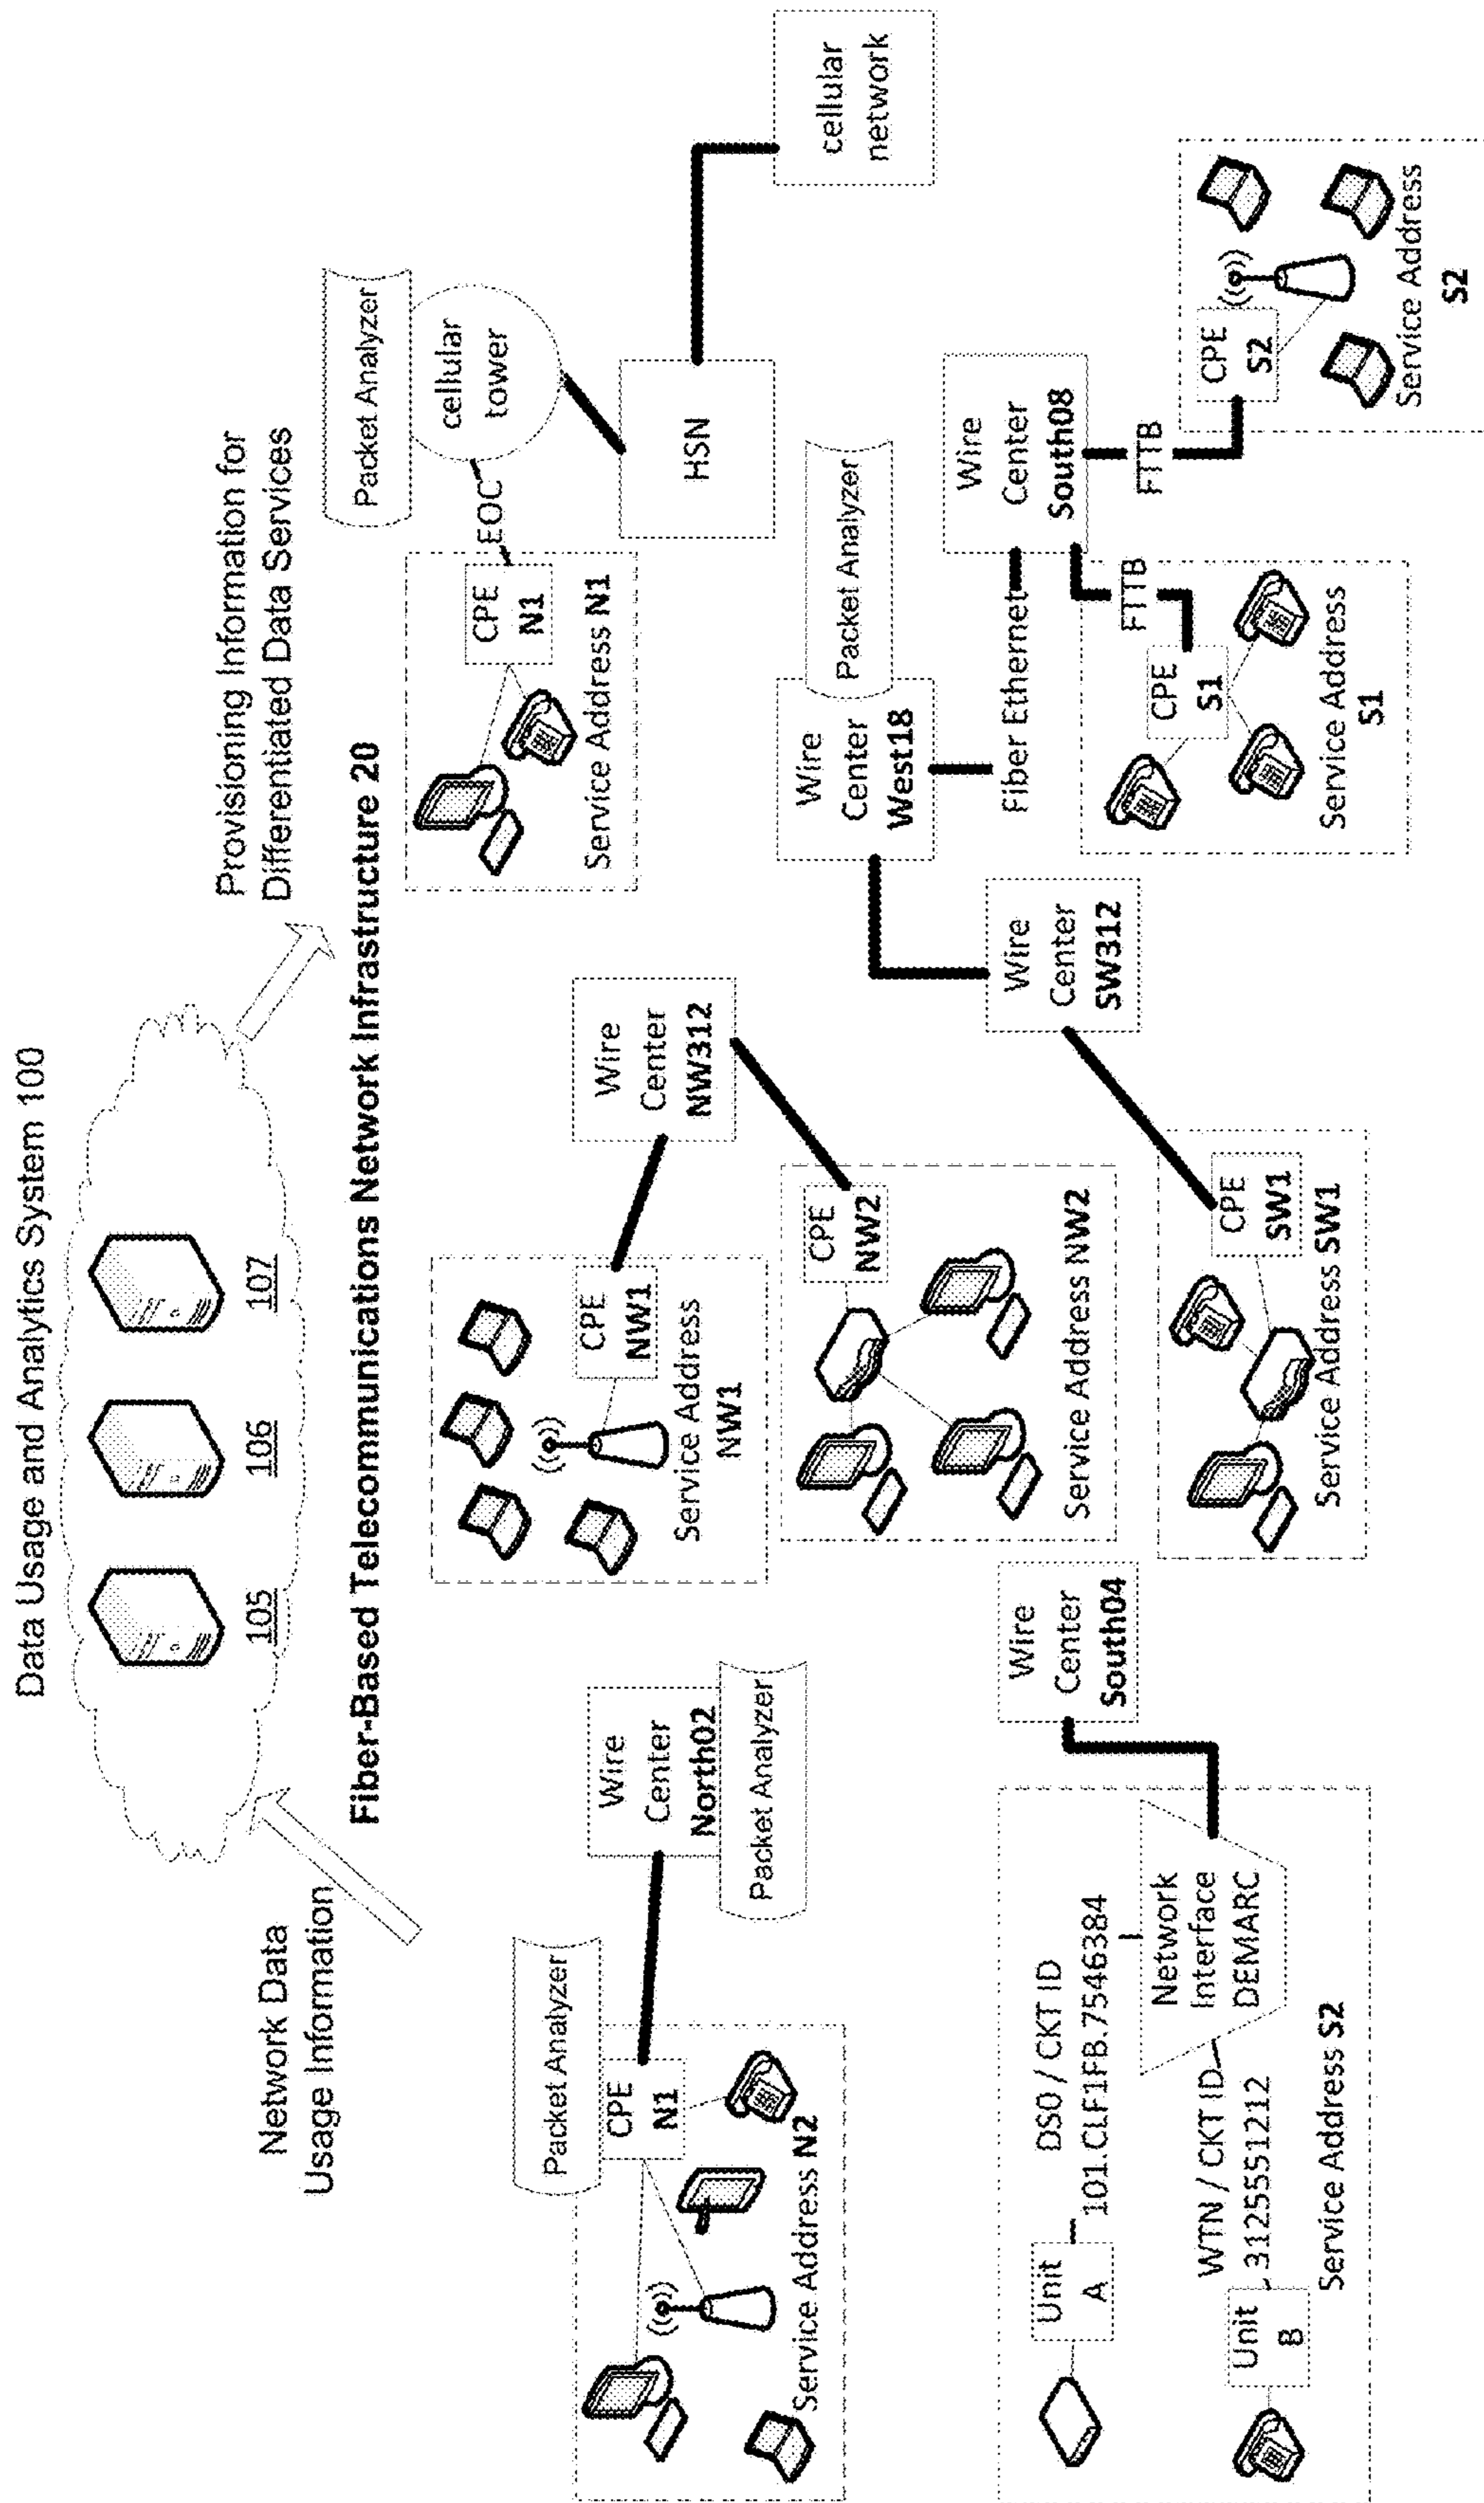 Data Usage and Analytics System 100
105
106
107
Network Data
Usage Information
Provisioning Information for
Differentiated Data Services
Fiber-Based Telecommunications Network Infrastructure 20
Packet Analyzer
CPE
N1
Service Address N2
Wire
Center
North02
Packet Analyzer
CPE
NW1
Service Address
NW1
Wire
Center
NW312
CPE
NW2
Service Address NW2
CPE
N1
Service Address N1
EOC
Packet Analyzer
cellular
tower
HSN
cellular
network
Wire
Center
West18
Packet Analyzer
Fiber Ethernet
Wire
Center
South08
FTTB
FTTB
CPE
S1
Service Address
S1
CPE
S2
Service Address
S2
Wire
Center
SW312
CPE
SW1
Service Address SW1
Wire
Center
South04
Unit
A
DS0 / CKT ID
101.CLF1FB.7546384
Network
Interface
DEMARC
WTN / CKT ID
3125551212
Unit
B
Service Address S2